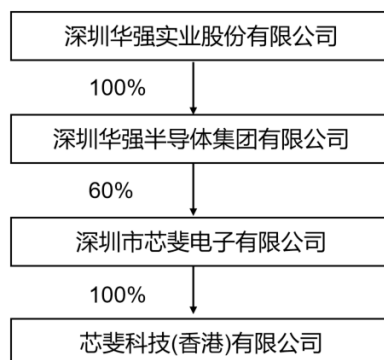 深圳华强实业股份有限公司
100%
深圳华强半导体集团有限公司
60%
深圳市芯斐电子有限公司
100%
芯斐科技(香港)有限公司